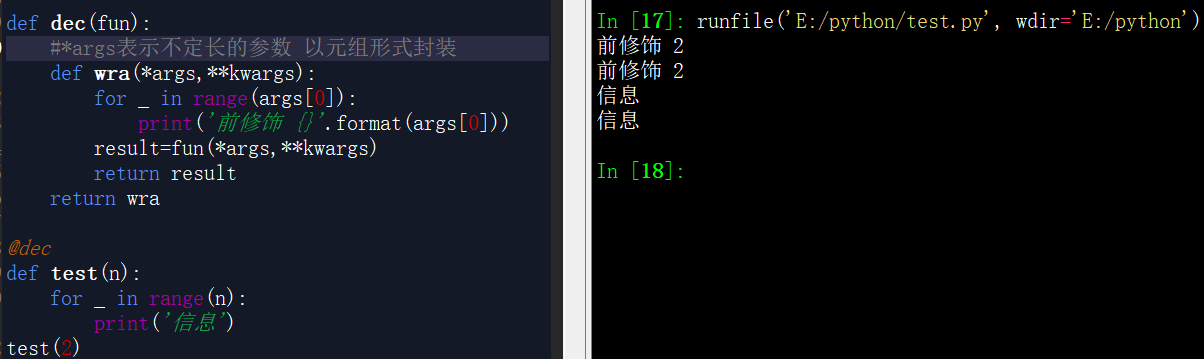 def dec(fun):
    #*args表示不定长的参数 以元组形式封装
    def wra(*args,**kwargs):
        for _ in range(args[0]):
            print('前修饰 {}'.format(args[0]))
        result=fun(*args,**kwargs)
        return result
    return wra
@dec
def test(n):
    for _ in range(n):
        print('信息')
test(2)
In [17]: runfile('E:/python/test.py', wdir='E:/python')
前修饰 2
前修饰 2
信息
信息
In [18]: